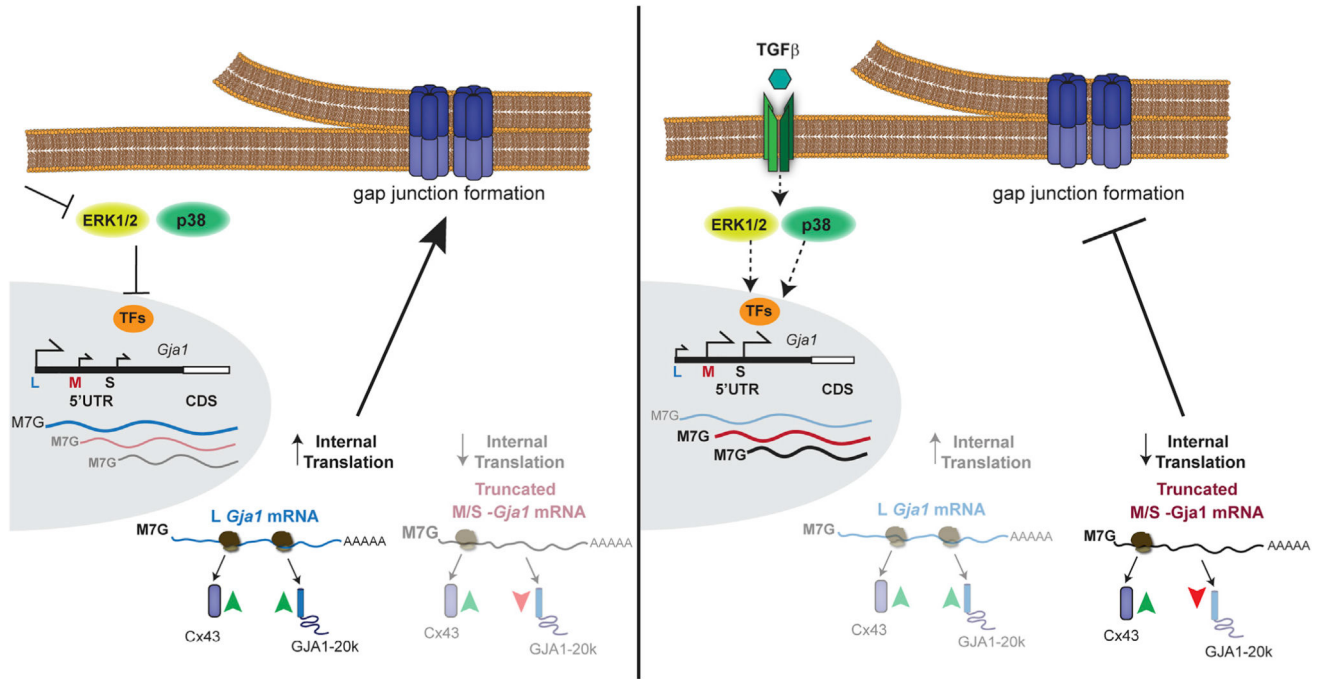 gap junction formation
ERK1/2
p38
TFs
Gja1
L
M
S
5'UTR
CDS
M7G
M7G
M7G
Internal
Translation
Internal
Translation
Truncated
M/S -Gja1 mRNA
L Gja1 mRNA
M7G
AAAAA
M7G
AAAAA
Cx43
GJA1-20k
Cx43
GJA1-20k
TGFβ
gap junction formation
ERK1/2
p38
TFs
Gja1
L
M
S
5'UTR
CDS
M7G
M7G
M7G
Internal
Translation
Internal
Translation
Truncated
M/S -Gja1 mRNA
L Gja1 mRNA
M7G
AAAAA
M7G
AAAAA
Cx43
GJA1-20k
Cx43
GJA1-20k